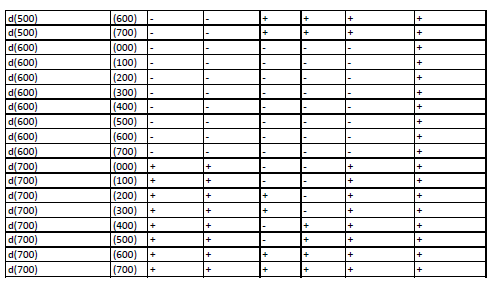 d(500) (600) - - + + + +
d(500) (700) - - + + + +
d(600) (000) - - - - - +
d(600) (100) - - - - - +
d(600) (200) - - - - - +
d(600) (300) - - - - - +
d(600) (400) - - - - - +
d(600) (500) - - - - - +
d(600) (600) - - - - - +
d(600) (700) - - - - - +
d(700) (000) + + - - + +
d(700) (100) + + - - + +
d(700) (200) + + + - + +
d(700) (300) + + + - + +
d(700) (400) + + - + + +
d(700) (500) + + - + + +
d(700) (600) + + + + + +
d(700) (700) + + + + + +